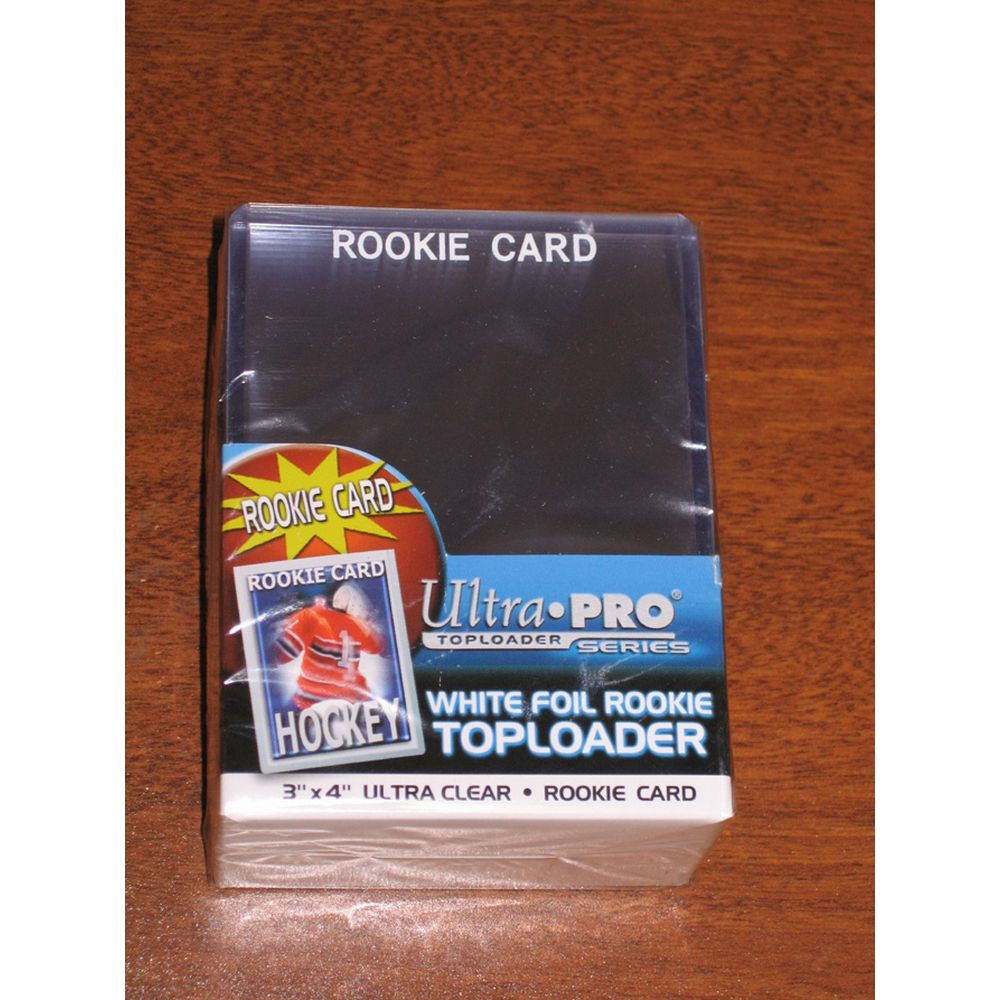 ROOKIE CARD
ROOKIE CARD
ROOKIE CARD
HOCKEY
Ultra•PRO®
TOPLOADER SERIES
WHITE FOIL ROOKIE
TOPLOADER
3" x 4" ULTRA CLEAR • ROOKIE CARD